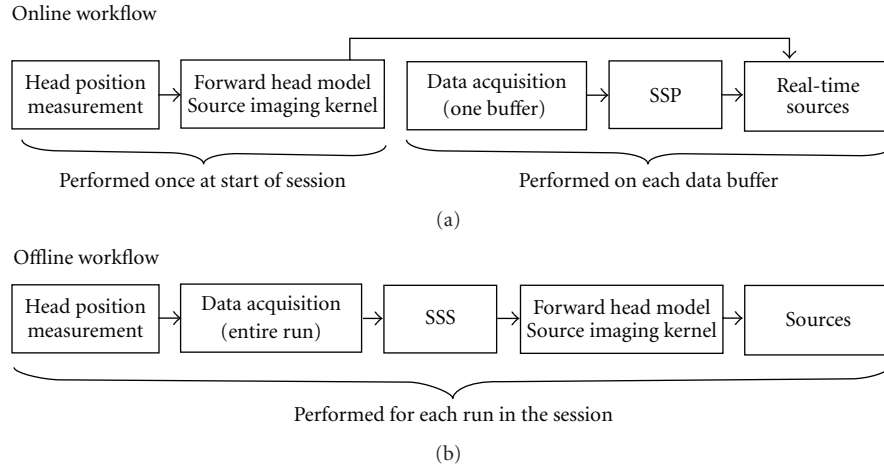 Online workflow
Head position
measurement
Forward head model
Source imaging kernel
Data acquisition
(one buffer)
SSP
Real-time
sources
Performed once at start of session
Performed on each data buffer
(a)
Offline workflow
Head position
measurement
Data acquisition
(entire run)
SSS
Forward head model
Source imaging kernel
Sources
Performed for each run in the session
(b)